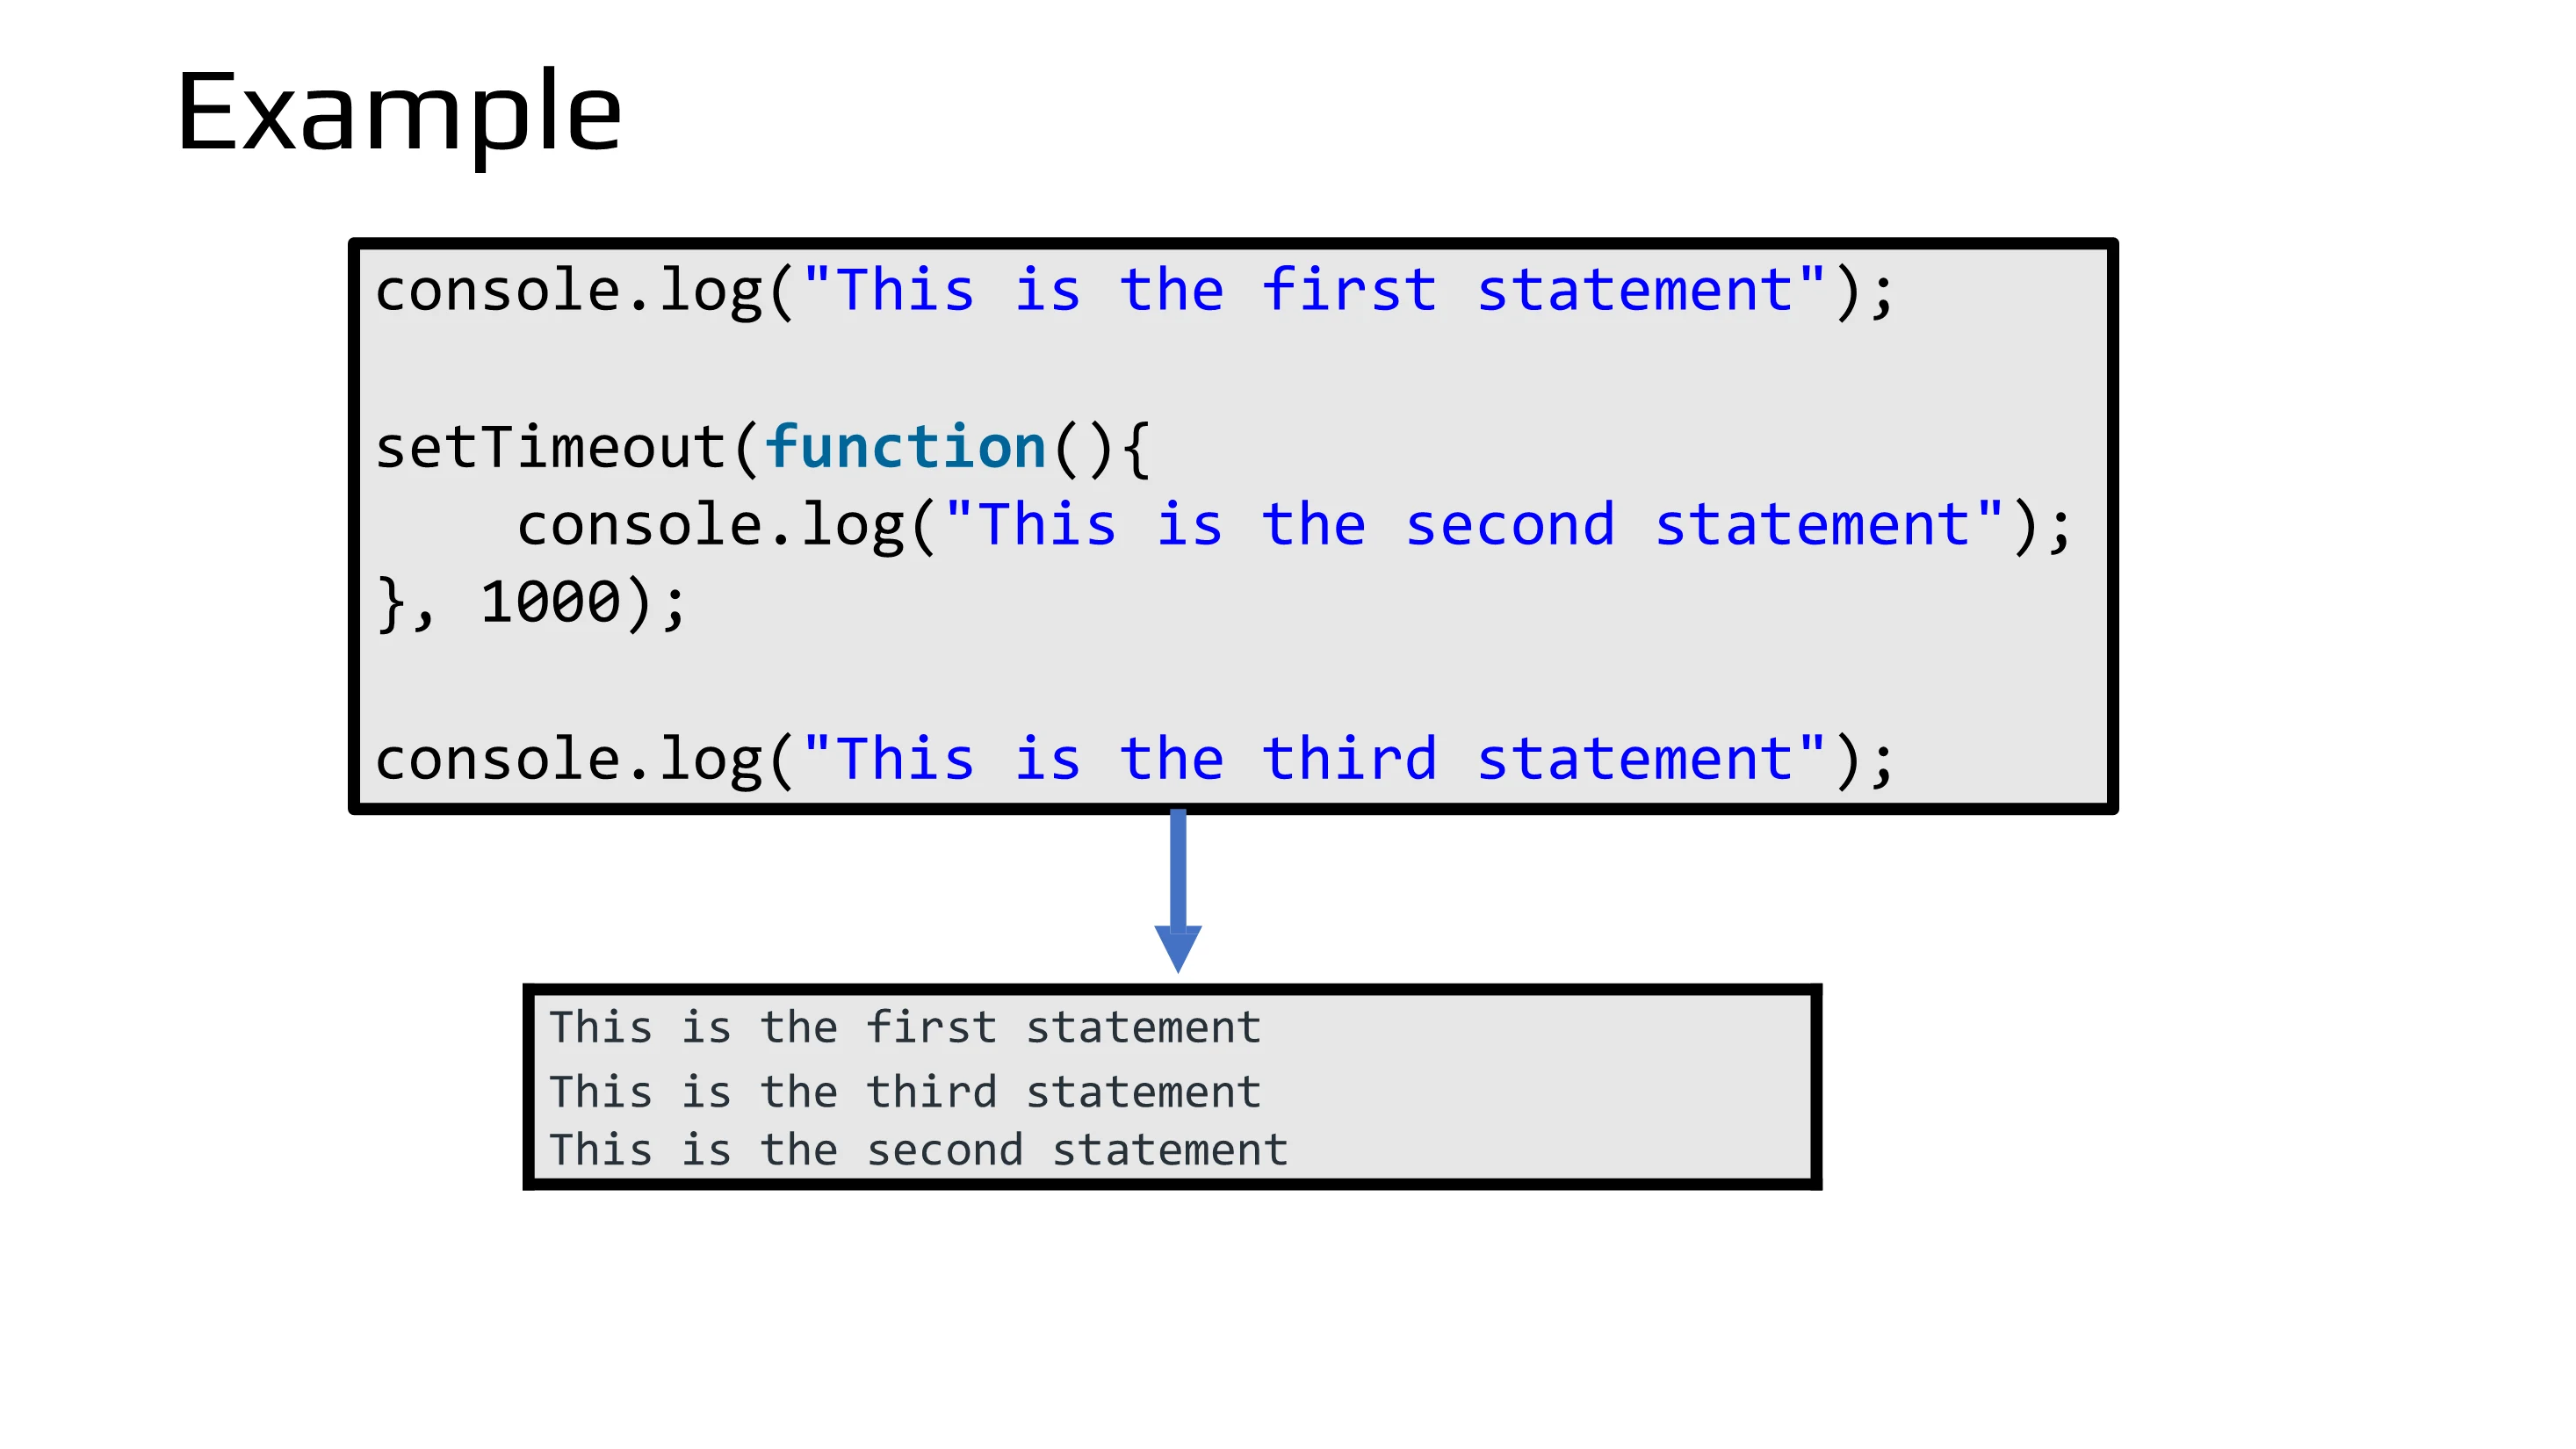 Example
console.log("This is the first statement");
setTimeout(function(){
    console.log("This is the second statement");
}, 1000);
console.log("This is the third statement");
This is the first statement
This is the third statement
This is the second statement